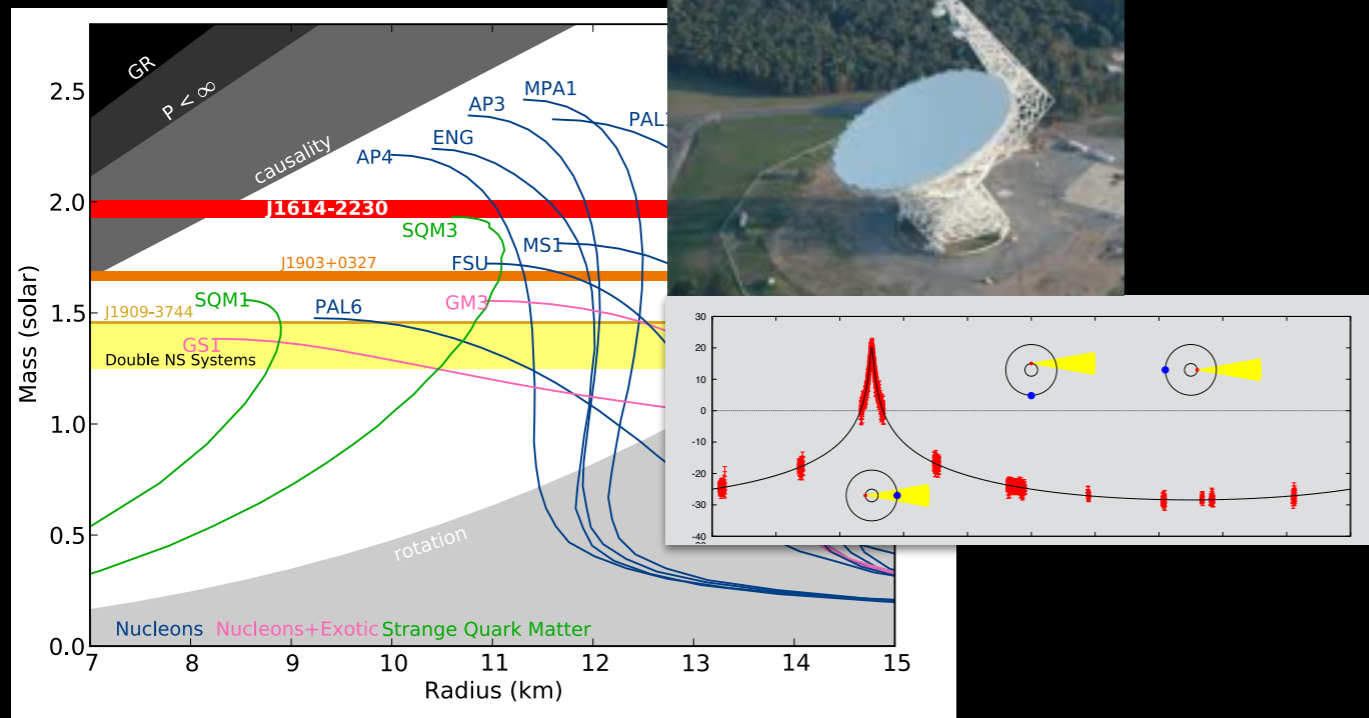 GR
P < ∞
causality
2.5
2.0
1.5
1.0
0.5
0.0
Mass (solar)
MPA1
AP3
ENG
AP4
J1614-2230
SQM3
MS1
J1903+0327
FSU
SQM1
J1909-3744
PAL6
GM3
GS1
Double NS Systems
rotation
Nucleons Nucleons+Exotic Strange Quark Matter
7 8 9 10 11 12 13 14 15
Radius (km)
30
20
10
0
-10
-20
-30
-40